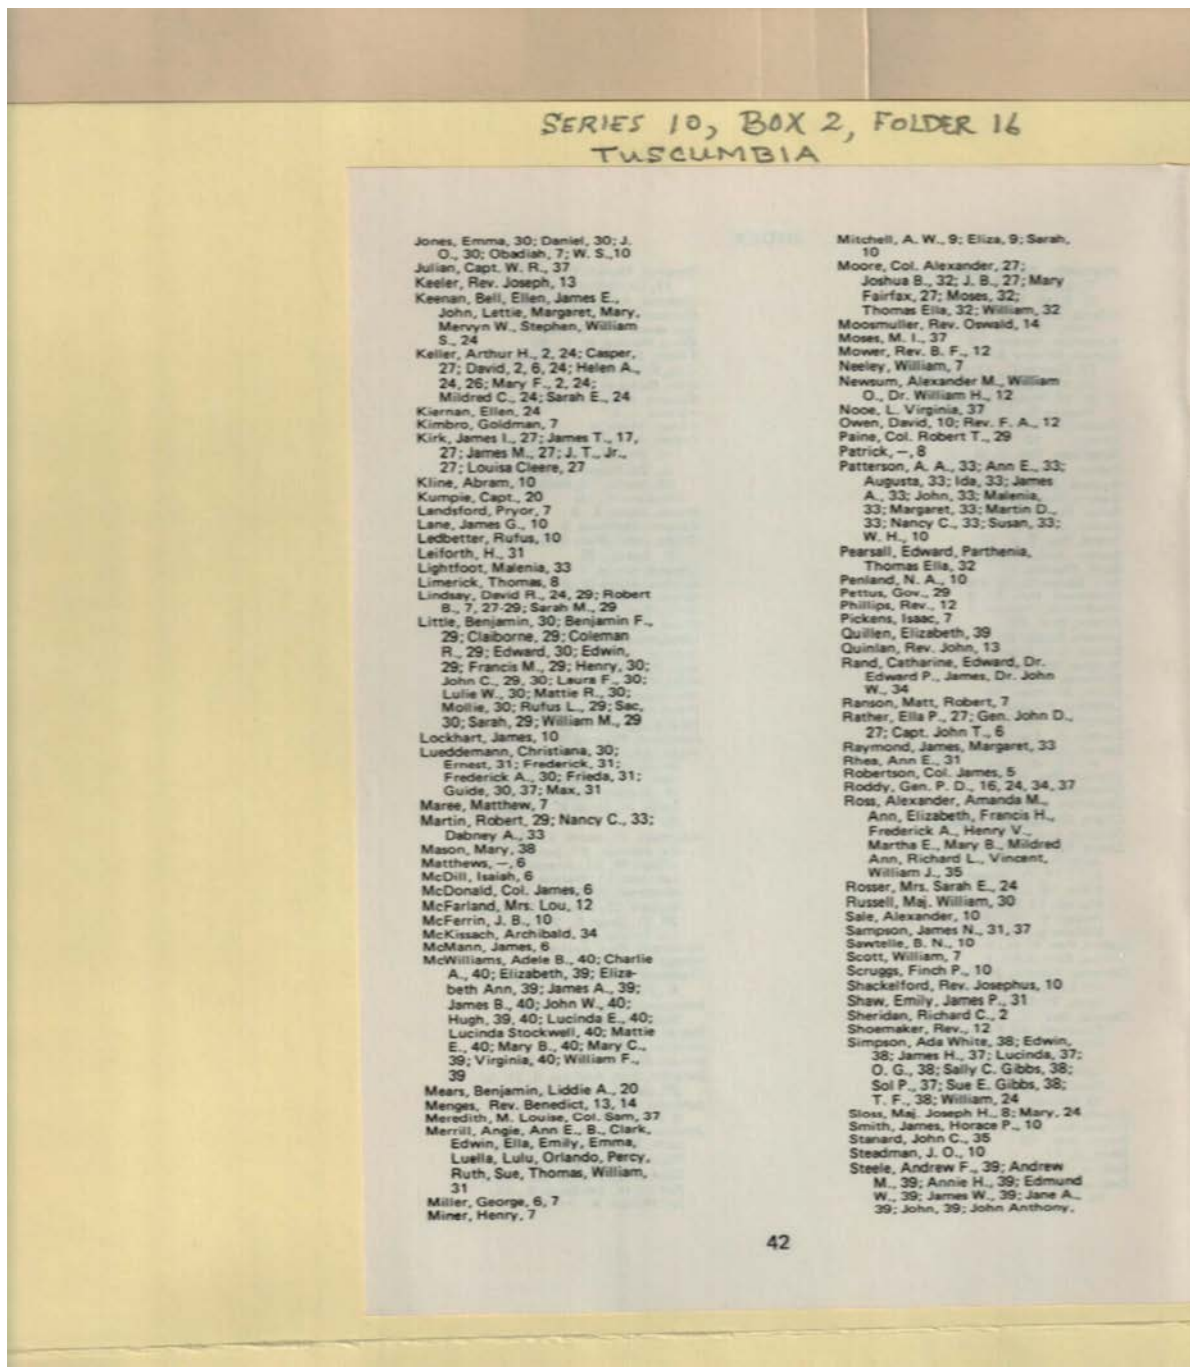 SERIES 10, BOX 2, FOLDER 16
TUSCUMBIA
Jones, Emma, 30; Daniel, 30; J.
O., 30; Obadiah, 7; W. S.,10
Julian, Capt. W. R., 37
Keeler, Rev. Joseph, 13
Keenan, Bell, Ellen, James E.,
John, Lettie, Margaret, Mary,
Mervyn W., Stephen, William
S., 24
Keller, Arthur H., 2, 24; Casper,
27; David, 2, 6, 24; Helen A.,
24, 26; Mary F., 2, 24;
Mildred C., 24; Sarah E., 24
Kiernan, Ellen, 24
Kimbro, Goldman, 7
Kirk, James I., 27; James T., 17,
27; James M., 27; J. T., Jr.,
27; Louisa Cleere, 27
Kline, Abram, 10
Kumpie, Capt., 20
Landsford, Pryor, 7
Lane, James G., 10
Ledbetter, Rufus, 10
Leiforth, H., 31
Lightfoot, Malenia, 33
Limerick, Thomas, 8
Lindsay, David R., 24, 29; Robert
B., 7, 27-29; Sarah M., 29
Little, Benjamin, 30; Benjamin F.,
29; Claiborne, 29; Coleman
R., 29; Edward, 30; Edwin,
29; Francis M., 29; Henry, 30;
John C., 29, 30; Laura F., 30;
Lulie W., 30; Mattie R., 30;
Mollie, 30; Rufus L., 29; Sac,
30; Sarah, 29; William M., 29
Lockhart, James, 10
Lueddemann, Christiana, 30;
Ernest, 31; Frederick, 31;
Frederick A., 30; Frieda, 31;
Guide, 30, 37; Max, 31
Maree, Matthew, 7
Martin, Robert, 29; Nancy C., 33;
Dabney A., 33
Mason, Mary, 38
Matthews, —, 6
McDill, Isaiah, 6
McDonald, Col. James, 6
McFarland, Mrs. Lou, 12
McFerrin, J. B., 10
McKissach, Archibald, 34
McMann, James, 6
McWilliams, Adele B., 40; Charlie
A., 40; Elizabeth, 39; Eliza-
beth Ann, 39; James A., 39;
James B., 40; John W., 40;
Hugh, 39, 40; Lucinda E., 40;
Lucinda Stockwell, 40; Mattie
E., 40; Mary B., 40; Mary C.,
39; Virginia, 40; William F.,
39
Mears, Benjamin, Liddie A., 20
Menges, Rev. Benedict, 13, 14
Meredith, M. Louise, Col. Sam, 37
Merrill, Angie, Ann E., B., Clark,
Edwin, Ella, Emily, Emma,
Luella, Lulu, Orlando, Percy,
Ruth, Sue, Thomas, William,
31
Miller, George, 6, 7
Miner, Henry, 7
Mitchell, A. W., 9; Eliza, 9; Sarah,
10
Moore, Col. Alexander, 27;
Joshua B., 32; J. B., 27; Mary
Fairfax, 27; Moses, 32;
Thomas Ella, 32; William, 32
Moosmuller, Rev. Oswald, 14
Moses, M. I., 37
Mower, Rev. B. F., 12
Neeley, William, 7
Newsum, Alexander M., William
O., Dr. William H., 12
Nooe, L. Virginia, 37
Owen, David, 10; Rev. F. A., 12
Paine, Col. Robert T., 29
Patrick, —, 8
Patterson, A. A., 33; Ann E., 33;
Augusta, 33; Ida, 33; James
A., 33; John, 33; Malenia,
33; Margaret, 33; Martin D.,
33; Nancy C., 33; Susan, 33;
W. H., 10
Pearsall, Edward, Parthenia,
Thomas Ella, 32
Penland, N. A., 10
Pettus, Gov., 29
Phillips, Rev., 12
Pickens, Isaac, 7
Quillen, Elizabeth, 39
Quinlan, Rev. John, 13
Rand, Catharine, Edward, Dr.
Edward P., James, Dr. John
W., 34
Ranson, Matt, Robert, 7
Rather, Ella P., 27; Gen. John D.,
27; Capt. John T., 6
Raymond, James, Margaret, 33
Rhea, Ann E., 31
Robertson, Col. James, 5
Roddy, Gen. P. D., 16, 24, 34, 37
Ross, Alexander, Amanda M.,
Ann, Elizabeth, Francis H.,
Frederick A., Henry V.,
Martha E., Mary B., Mildred
Ann, Richard L., Vincent,
William J., 35
Rosser, Mrs. Sarah E., 24
Russell, Maj. William, 30
Sale, Alexander, 10
Sampson, James N., 31, 37
Sawtelle, B. N., 10
Scott, William, 7
Scruggs, Finch P., 10
Shackelford, Rev. Josephus, 10
Shaw, Emily, James P., 31
Sheridan, Richard C., 2
Shoemaker, Rev., 12
Simpson, Ada White, 38; Edwin,
38; James H., 37; Lucinda, 37;
O. G., 38; Sally C. Gibbs, 38;
Sol P., 37; Sue E. Gibbs, 38;
T. F., 38; William, 24
Sloss, Maj. Joseph H., 8; Mary, 24
Smith, James, Horace P., 10
Stanard, John C., 35
Steadman, J. O., 10
Steele, Andrew F., 39; Andrew
M., 39; Annie H., 39; Edmund
W., 39; James W., 39; Jane A.,
39; John, 39; John Anthony,
42